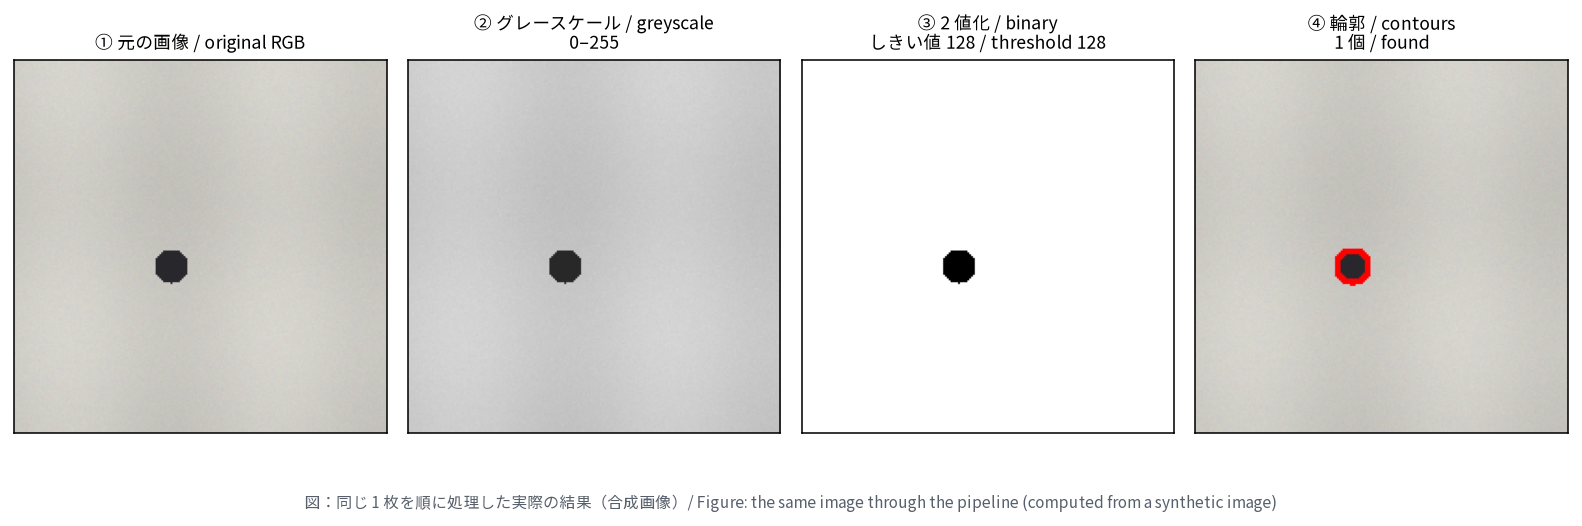 ① 元の画像 / original RGB
② グレースケール / greyscale
0–255
③ 2 値化 / binary
しきい値 128 / threshold 128
④ 輪郭 / contours
1 個 / found
図：同じ 1 枚を順に処理した実際の結果（合成画像）/ Figure: the same image through the pipeline (computed from a synthetic image)